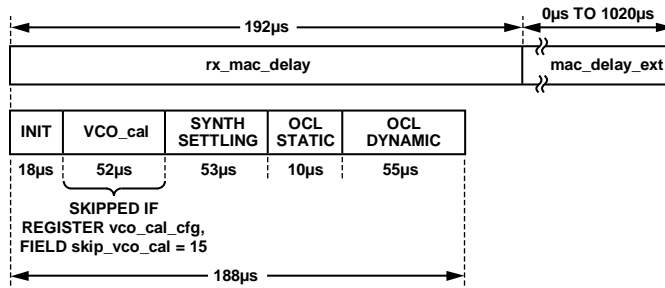 192µs
0µs TO 1020µs
rx_mac_delay
mac_delay_ext
INIT
VCO_cal
SYNTH
SETTLING
OCL
STATIC
OCL
DYNAMIC
18µs
52µs
53µs
10µs
55µs
SKIPPED IF
REGISTER vco_cal_cfg,
FIELD skip_vco_cal = 15
188µs